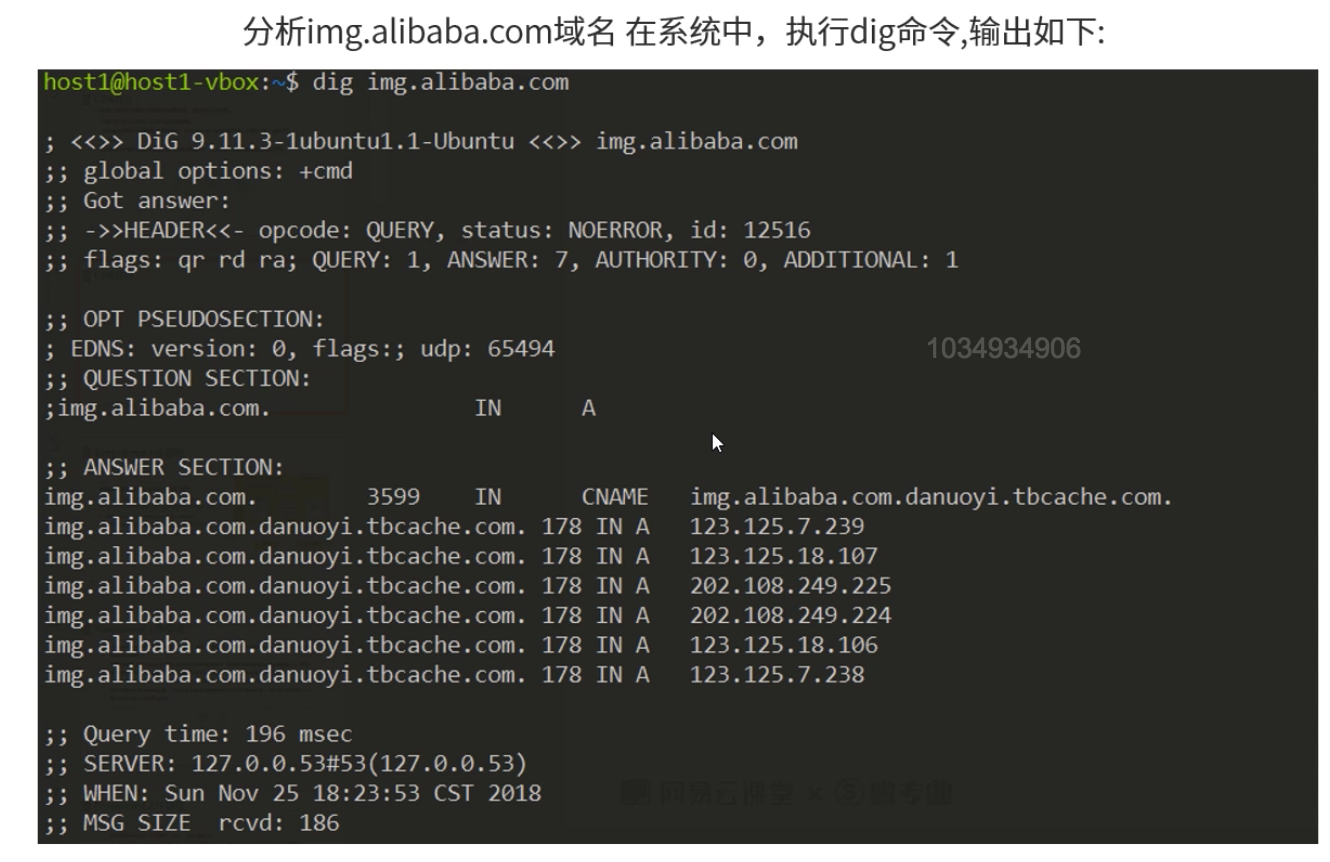 分析img.alibaba.com域名 在系统中，执行dig命令,输出如下:
host1@host1-vbox:~$ dig img.alibaba.com
; <<>> DiG 9.11.3-1ubuntu1.1-Ubuntu <<>> img.alibaba.com
;; global options: +cmd
;; Got answer:
;; ->>HEADER<<- opcode: QUERY, status: NOERROR, id: 12516
;; flags: qr rd ra; QUERY: 1, ANSWER: 7, AUTHORITY: 0, ADDITIONAL: 1
;; OPT PSEUDOSECTION:
; EDNS: version: 0, flags:; udp: 65494
1034934906
;; QUESTION SECTION:
;img.alibaba.com. IN A
;; ANSWER SECTION:
img.alibaba.com. 3599 IN CNAME img.alibaba.com.danuoyi.tbcache.com.
img.alibaba.com.danuoyi.tbcache.com. 178 IN A 123.125.7.239
img.alibaba.com.danuoyi.tbcache.com. 178 IN A 123.125.18.107
img.alibaba.com.danuoyi.tbcache.com. 178 IN A 202.108.249.225
img.alibaba.com.danuoyi.tbcache.com. 178 IN A 202.108.249.224
img.alibaba.com.danuoyi.tbcache.com. 178 IN A 123.125.18.106
img.alibaba.com.danuoyi.tbcache.com. 178 IN A 123.125.7.238
;; Query time: 196 msec
;; SERVER: 127.0.0.53#53(127.0.0.53)
;; WHEN: Sun Nov 25 18:23:53 CST 2018
;; MSG SIZE rcvd: 186